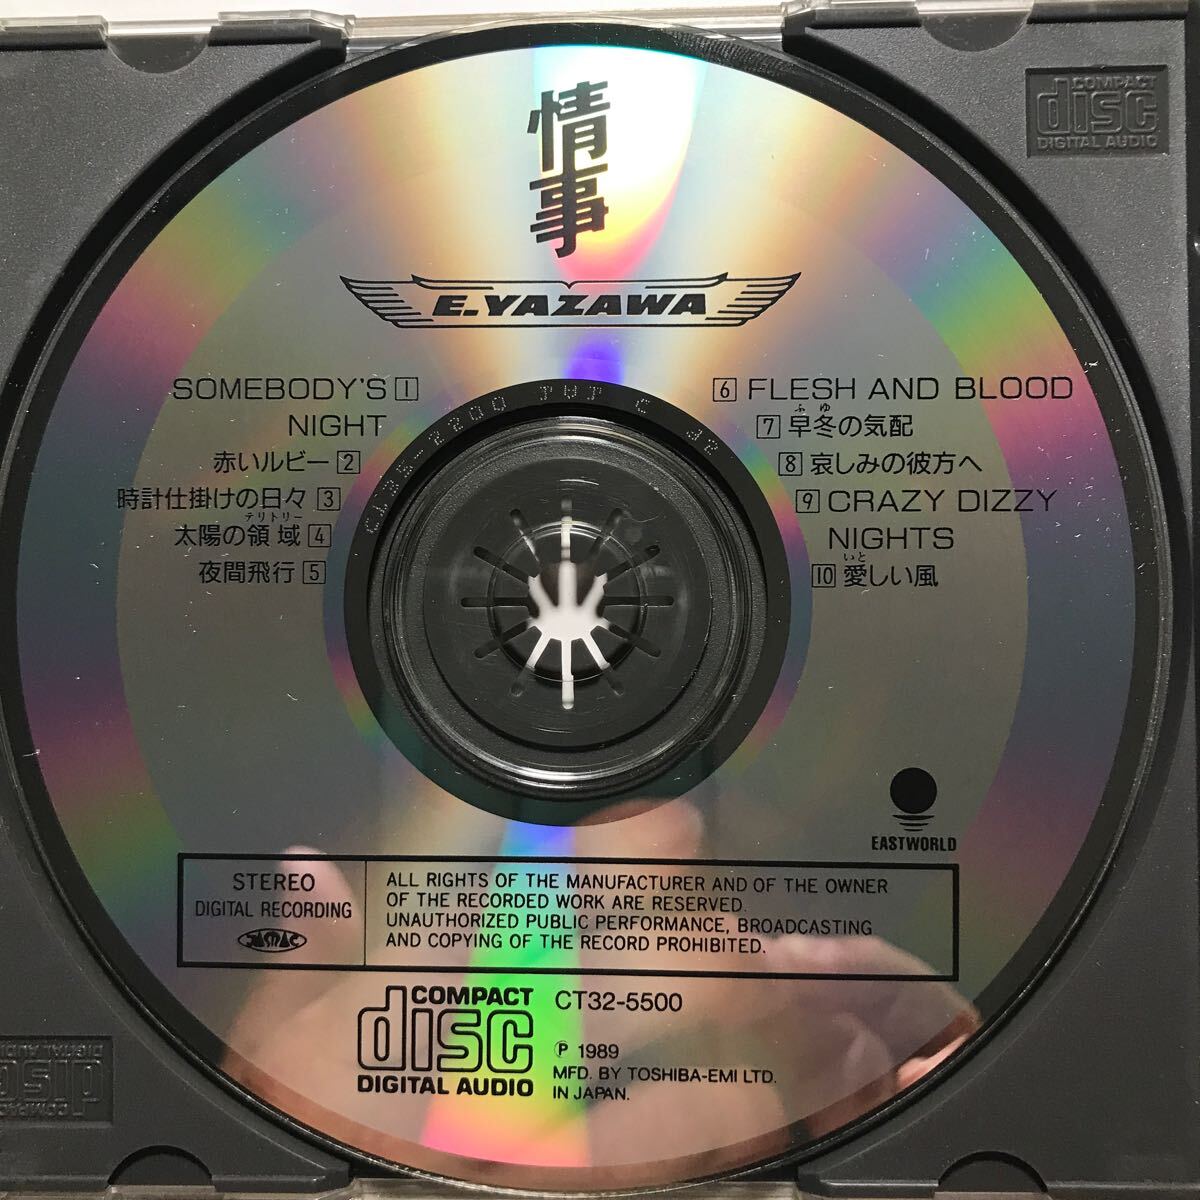 情事
E.YAZAWA
SOMEBODY'S 1
NIGHT
赤いルビー 2
時計仕掛けの日々 3
テリトリー
太陽の領域 4
夜間飛行 5
6 FLESH AND BLOOD
ふゆ
7 早冬の気配
8 哀しみの彼方へ
9 CRAZY DIZZY
NIGHTS
いと
10 愛しい風
EASTWORLD
STEREO
DIGITAL RECORDING
JASRAC
ALL RIGHTS OF THE MANUFACTURER AND OF THE OWNER
OF THE RECORDED WORK ARE RESERVED.
UNAUTHORIZED PUBLIC PERFORMANCE, BROADCASTING
AND COPYING OF THE RECORD PROHIBITED.
COMPACT
disc
DIGITAL AUDIO
CT32-5500
Ⓟ 1989
MFD. BY TOSHIBA-EMI LTD.
IN JAPAN.
COMPACT
disc
DIGITAL AUDIO
COMPACT
disc
DIGITAL AUDIO